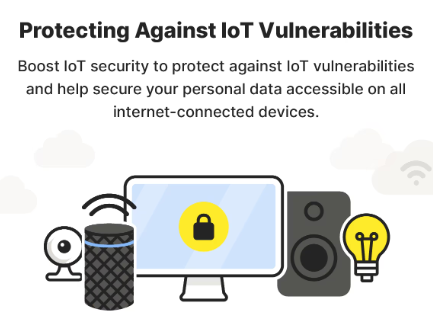 Protecting Against IoT Vulnerabilities
Boost IoT security to protect against IoT vulnerabilities
and help secure your personal data accessible on all
internet-connected devices.